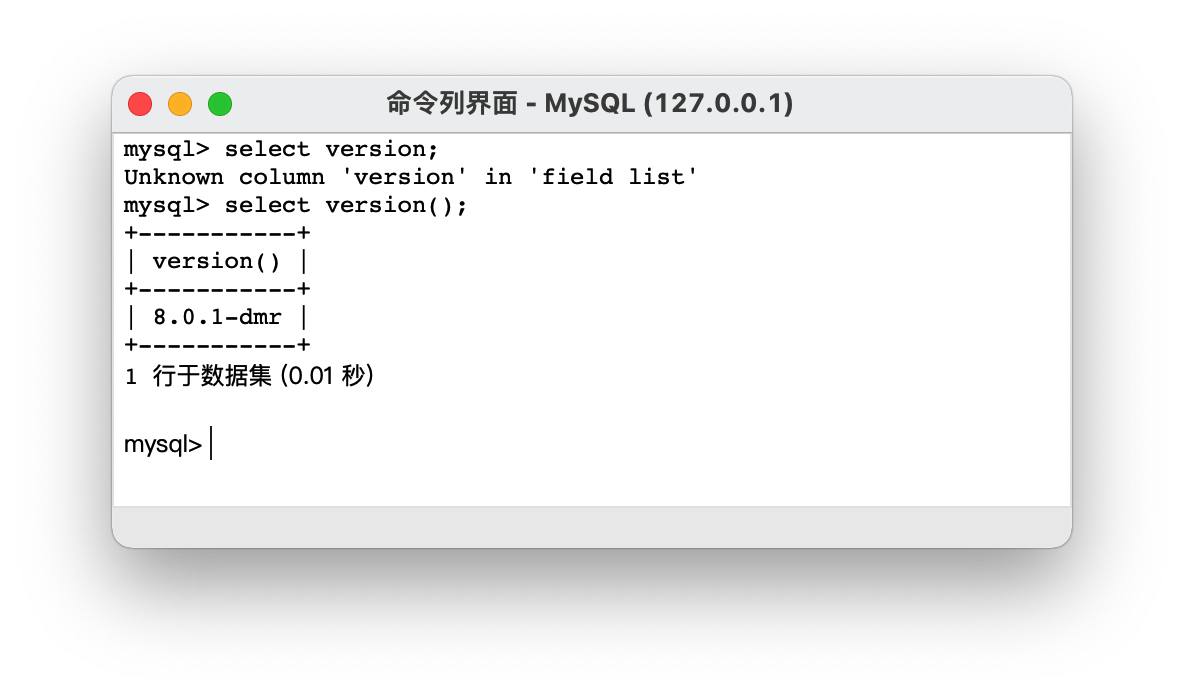 命令列界面 - MySQL (127.0.0.1)
mysql> select version;
Unknown column 'version' in 'field list'
mysql> select version();
+-----------+
| version() |
+-----------+
| 8.0.1-dmr |
+-----------+
1 行于数据集 (0.01 秒)
mysql>